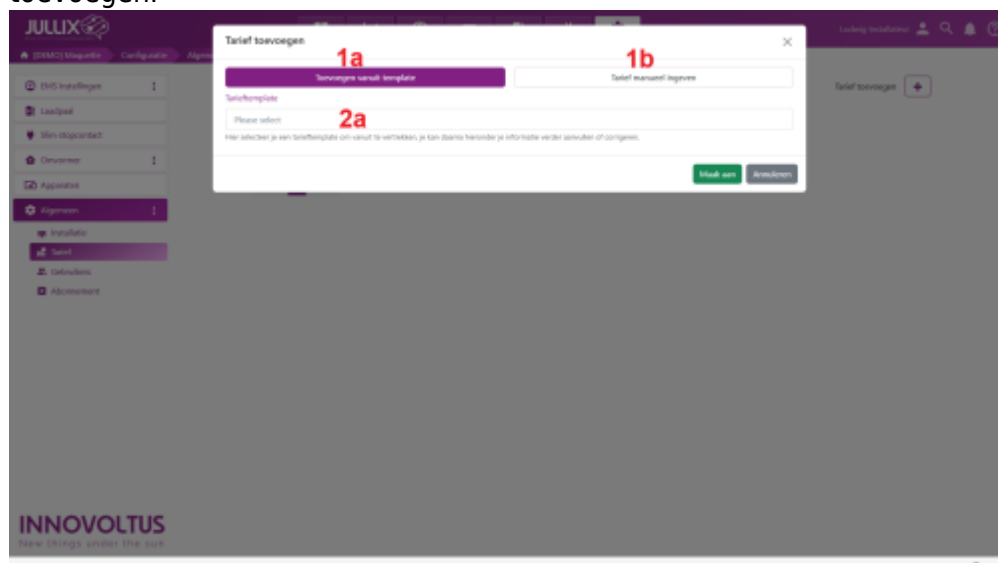 toevoegen.
JULLIX
Tarief toevoegen
1a
1b
[DEMO] Maquette
Configuratie
Toevoegen vanuit template
Tarief manueel ingeven
Ludwig Installateur
EMS Instellingen
Tarief toevoegen
Tarieftemplate
Laadpaal
Please select
2a
Slim stopcontact
Hier selecteer je een tarieftemplate om vanuit te vertrekken, je kan daarna hieronder je informatie verder aanvullen of corrigeren.
Omvormer
Maak aan
Annuleren
Apparaten
Algemeen
Installatie
Tarief
Gebruikers
Abonnement
INNOVOLTUS
New things under the sun